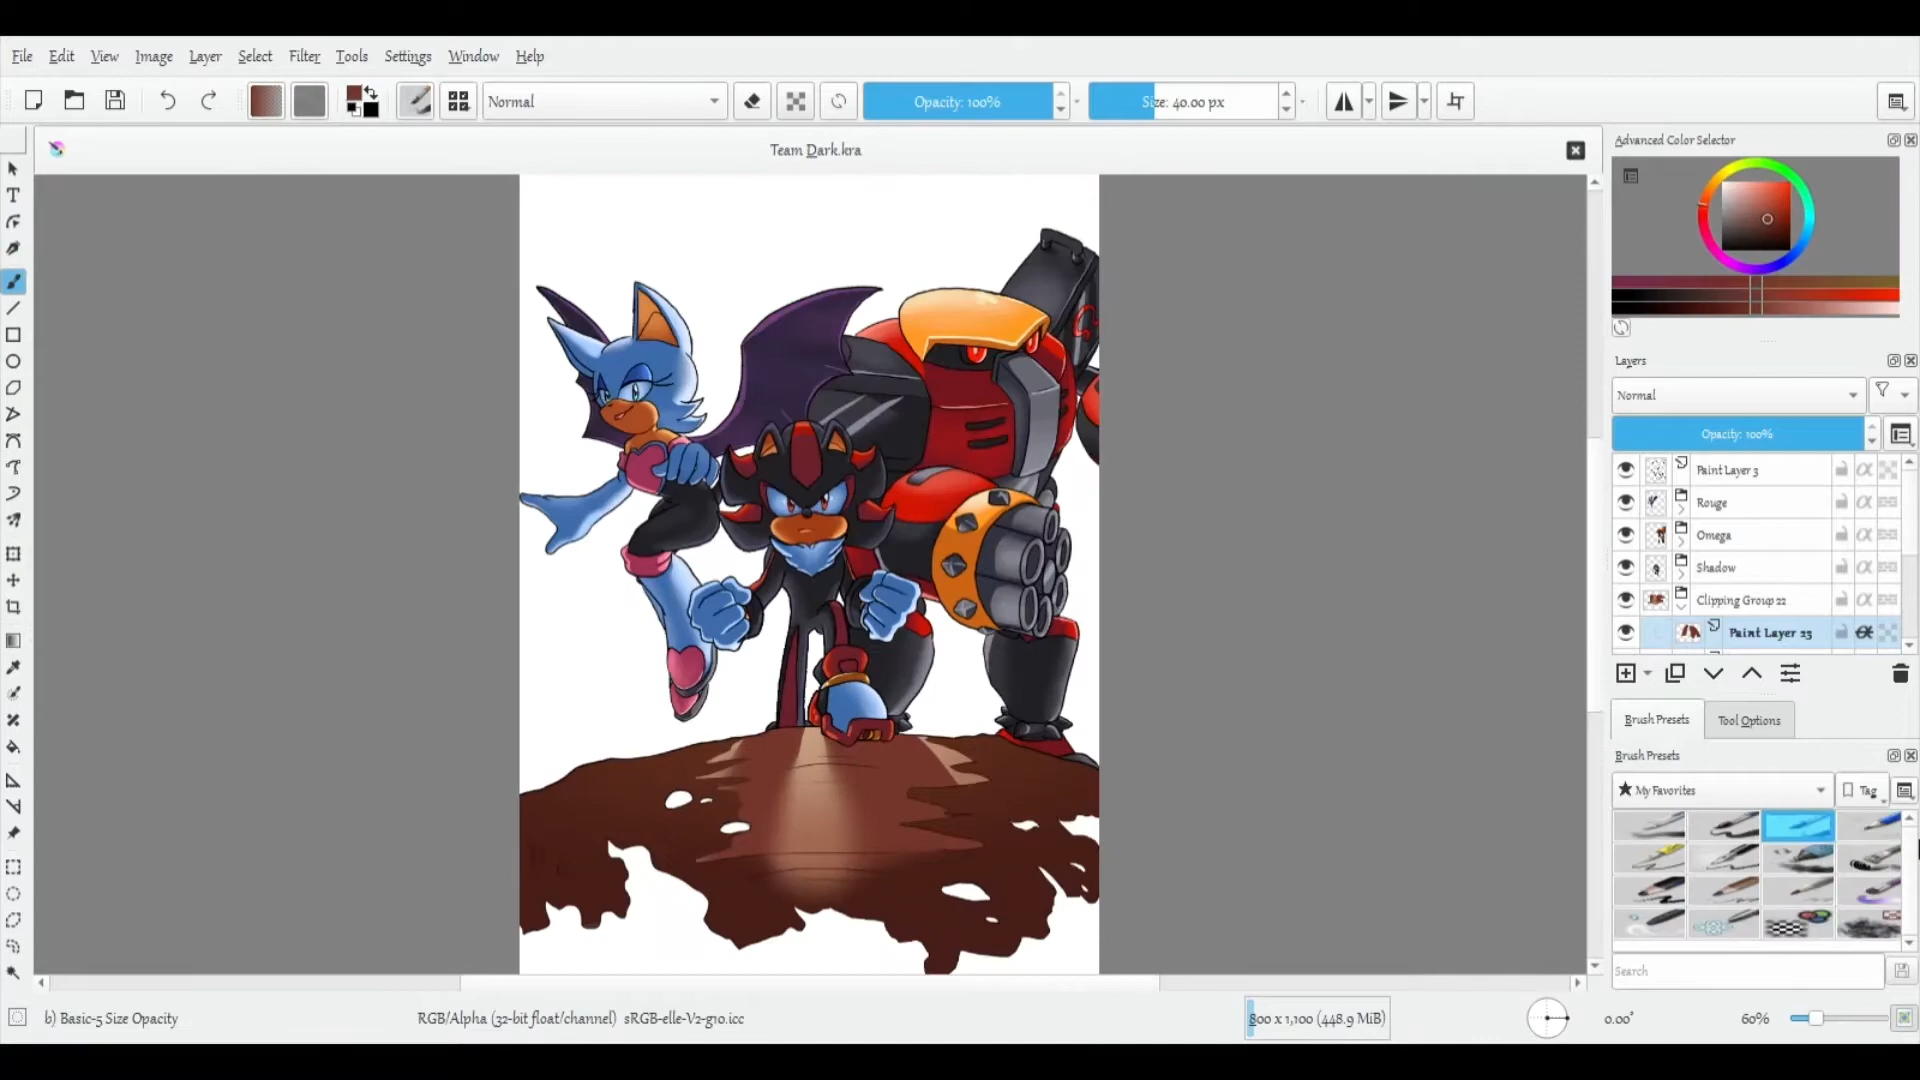 File Edit View Image Layer Select Filter Tools Settings Window Help
Normal
Opacity: 100%
Size: 40.00 px
Team Dark.kra
Advanced Color Selector
Layers
Normal
Opacity: 100%
Paint Layer 3
Rouge
Omega
Shadow
Clipping Group 22
Paint Layer 23
Brush Presets Tool Options
Brush Presets
My Favorites
Tag
Search
b) Basic-5 Size Opacity
RGB/Alpha (32-bit float/channel) sRGB-elle-V2-g10.icc
800 x 1,100 (448.9 MiB)
0.00°
60%